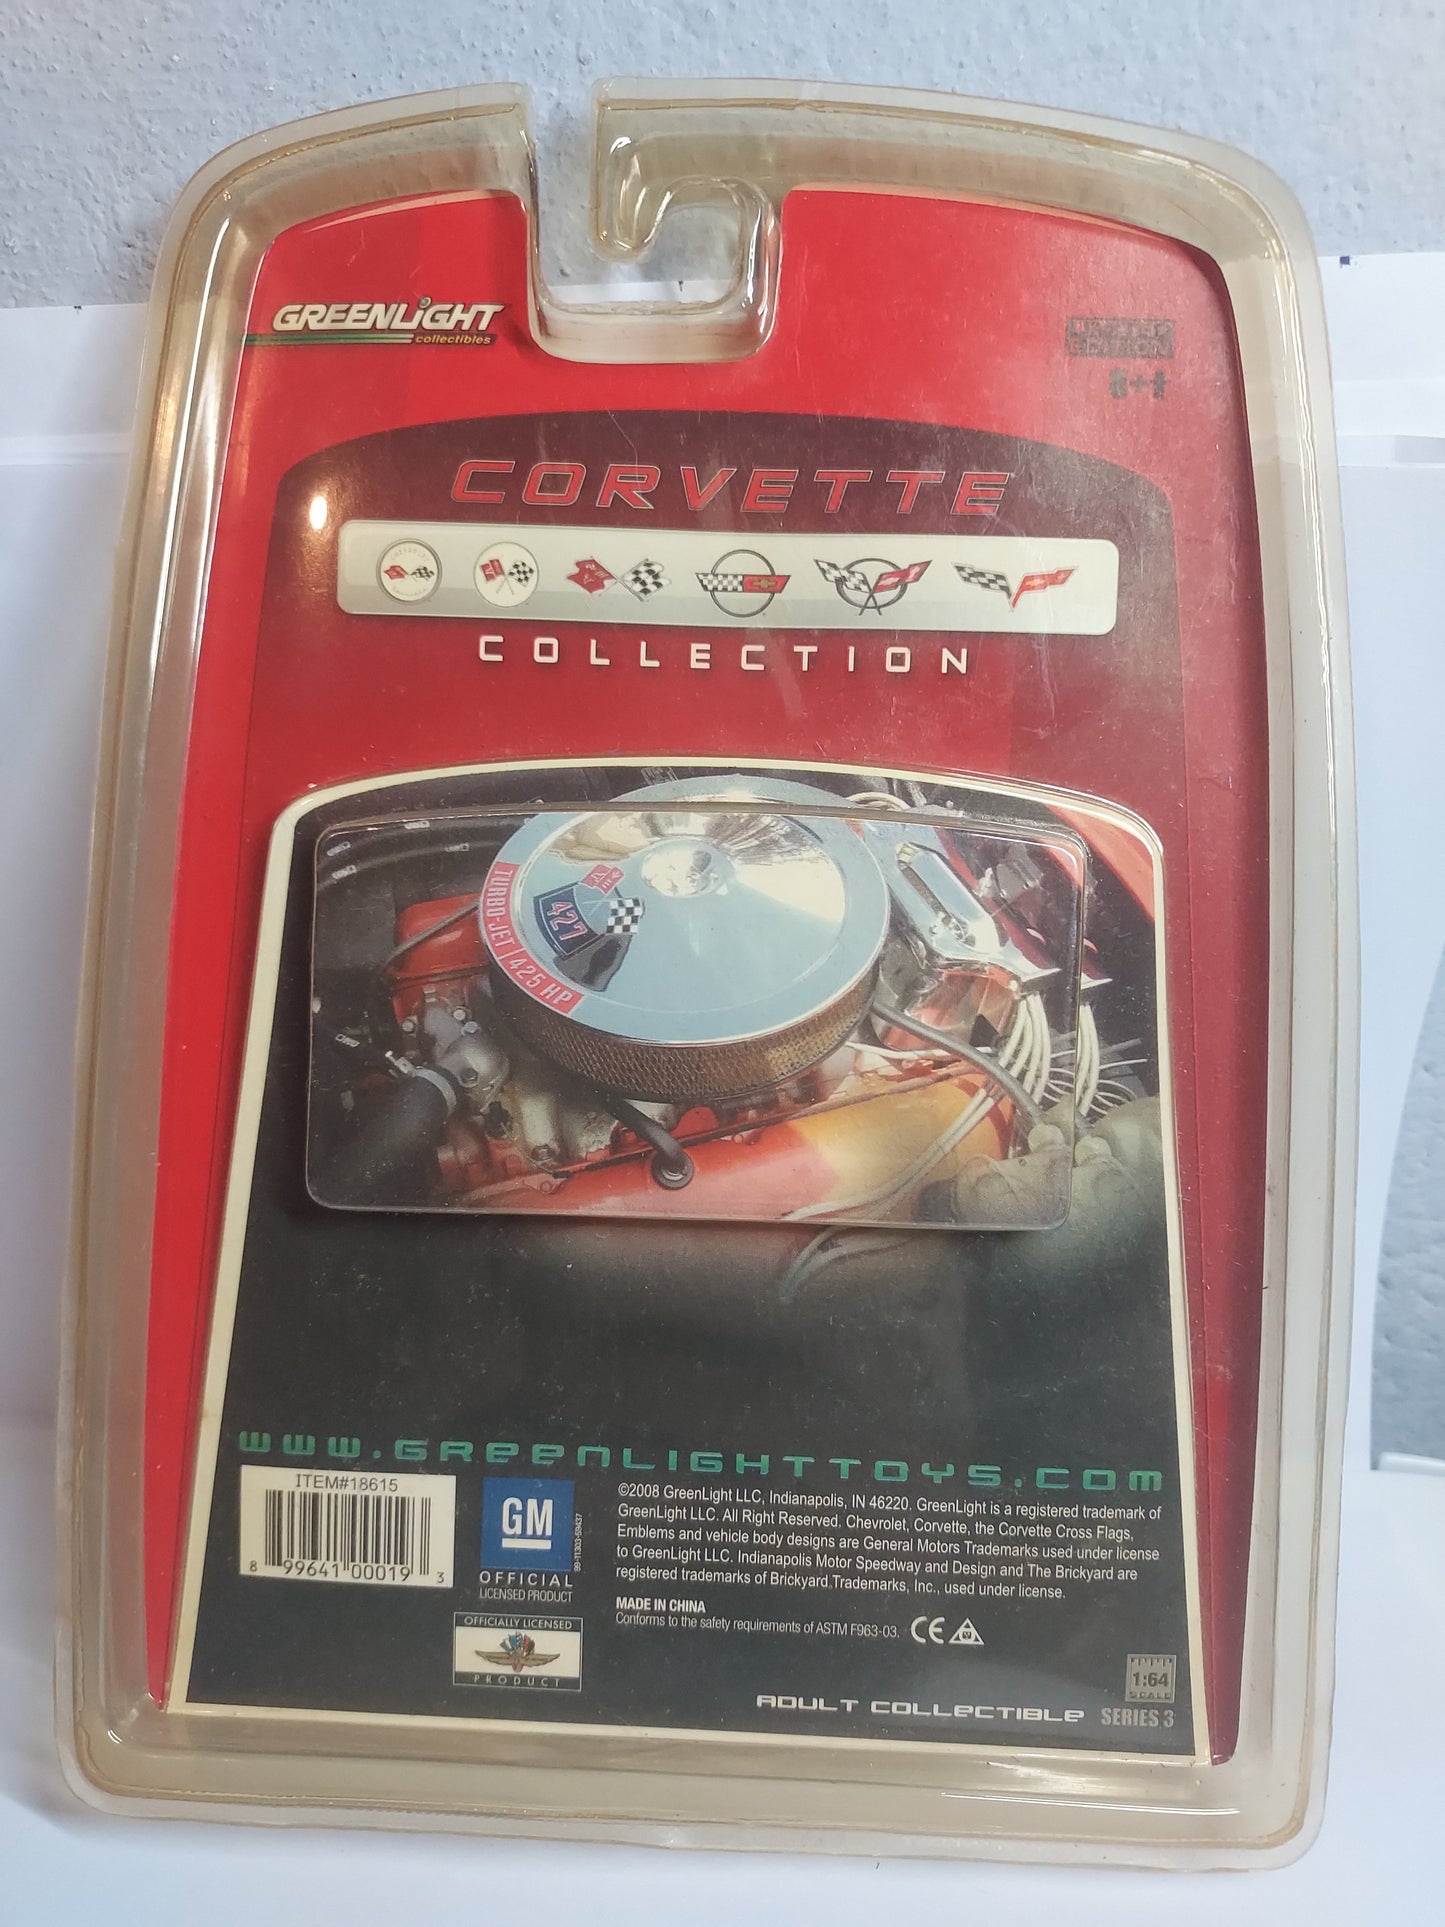 GREENLIGHT
collectibles
LIMITED
EDITION
8+
CORVETTE
COLLECTION
427
TURBO-JET 425 HP
www.GREENLIGHTTOYS.COM
ITEM#18615
8 99641 00019 3
GM
OFFICIAL
LICENSED PRODUCT
99-11303-59437
OFFICIALLY LICENSED
PRODUCT
©2008 GreenLight LLC, Indianapolis, IN 46220. GreenLight is a registered trademark of
GreenLight LLC. All Right Reserved. Chevrolet, Corvette, the Corvette Cross Flags,
Emblems and vehicle body designs are General Motors Trademarks used under license
to GreenLight LLC. Indianapolis Motor Speedway and Design and The Brickyard are
registered trademarks of Brickyard Trademarks, Inc., used under license.
MADE IN CHINA
Conforms to the safety requirements of ASTM F963-03. CE
1:64
SCALE
ADULT COLLECTIBLE SERIES 3